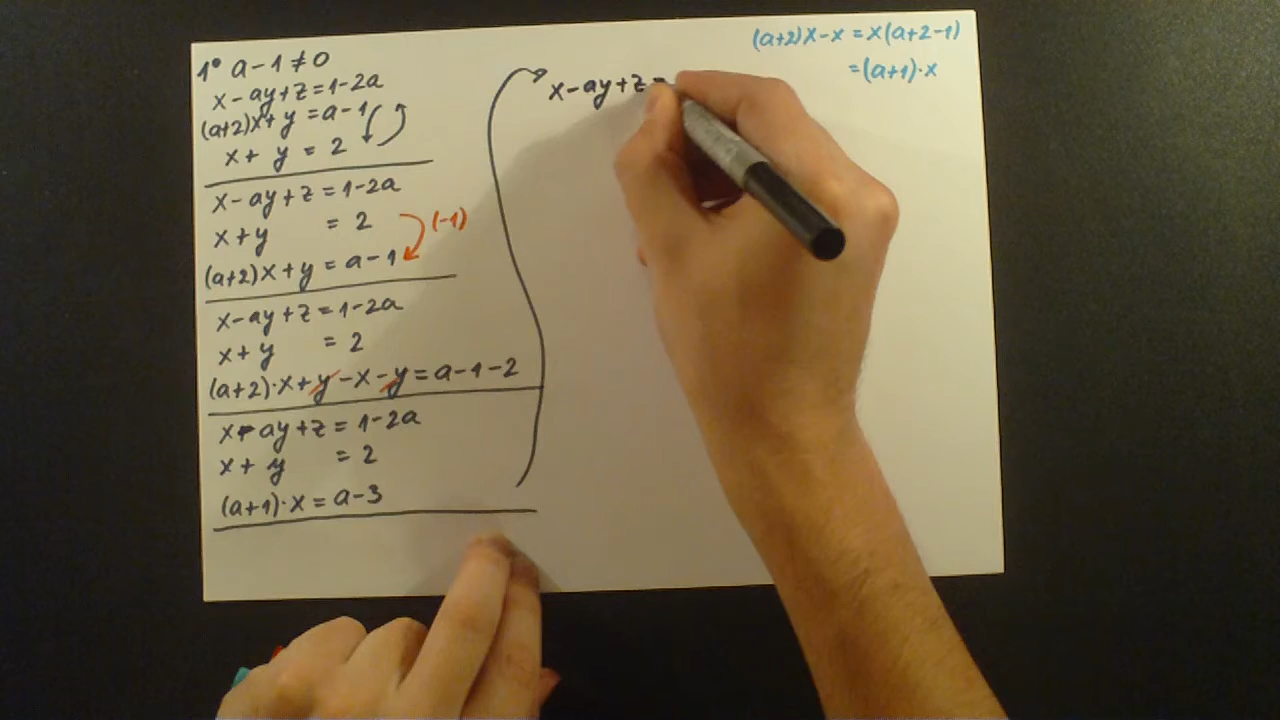 1° a-1≠0
x-ay+z=1-2a
(a+2)x+y=a-1
x+y=2
x-ay+z=1-2a
x+y=2
(-1)
(a+2)x+y=a-1
x-ay+z=1-2a
x+y=2
(a+2)·x+y-x-y=a-1-2
x-ay+z=1-2a
x+y=2
(a+1)·x=a-3
x-ay+z=
(a+2)x-x=x(a+2-1)
=(a+1)·x